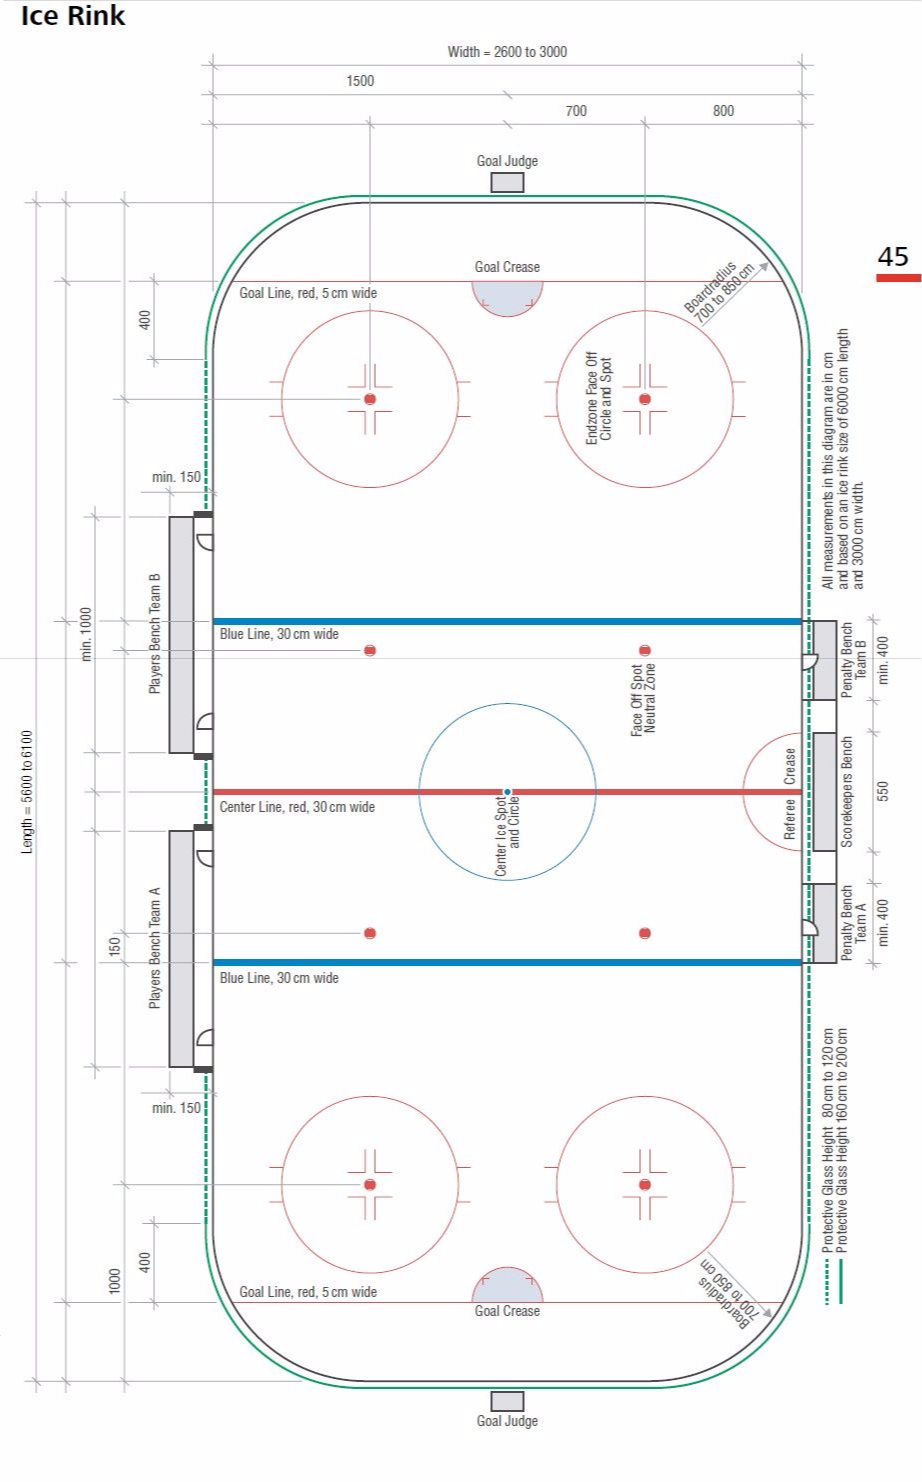 Ice Rink
Width = 2600 to 3000
1500
700
800
Goal Judge
45
Goal Crease
Goal Line, red, 5 cm wide
Boardradius
700 to 850 cm
400
Endzone Face Off
Circle and Spot
All measurements in this diagram are in cm
and based on an ice rink size of 6000 cm length
and 3000 cm width.
min. 150
Players Bench Team B
min. 1000
Blue Line, 30 cm wide
Face Off Spot
Neutral Zone
Penalty Bench
Team B
min. 400
Length = 5600 to 6100
Center Line, red, 30 cm wide
Center Ice Spot
and Circle
Referee Crease
Scorekeepers Bench
550
Players Bench Team A
150
Penalty Bench
Team A
min. 400
Blue Line, 30 cm wide
min. 150
Protective Glass Height 80 cm to 120 cm
Protective Glass Height 160 cm to 200 cm
400
1000
Goal Line, red, 5 cm wide
Goal Crease
Boardradius
700 to 850 cm
Goal Judge